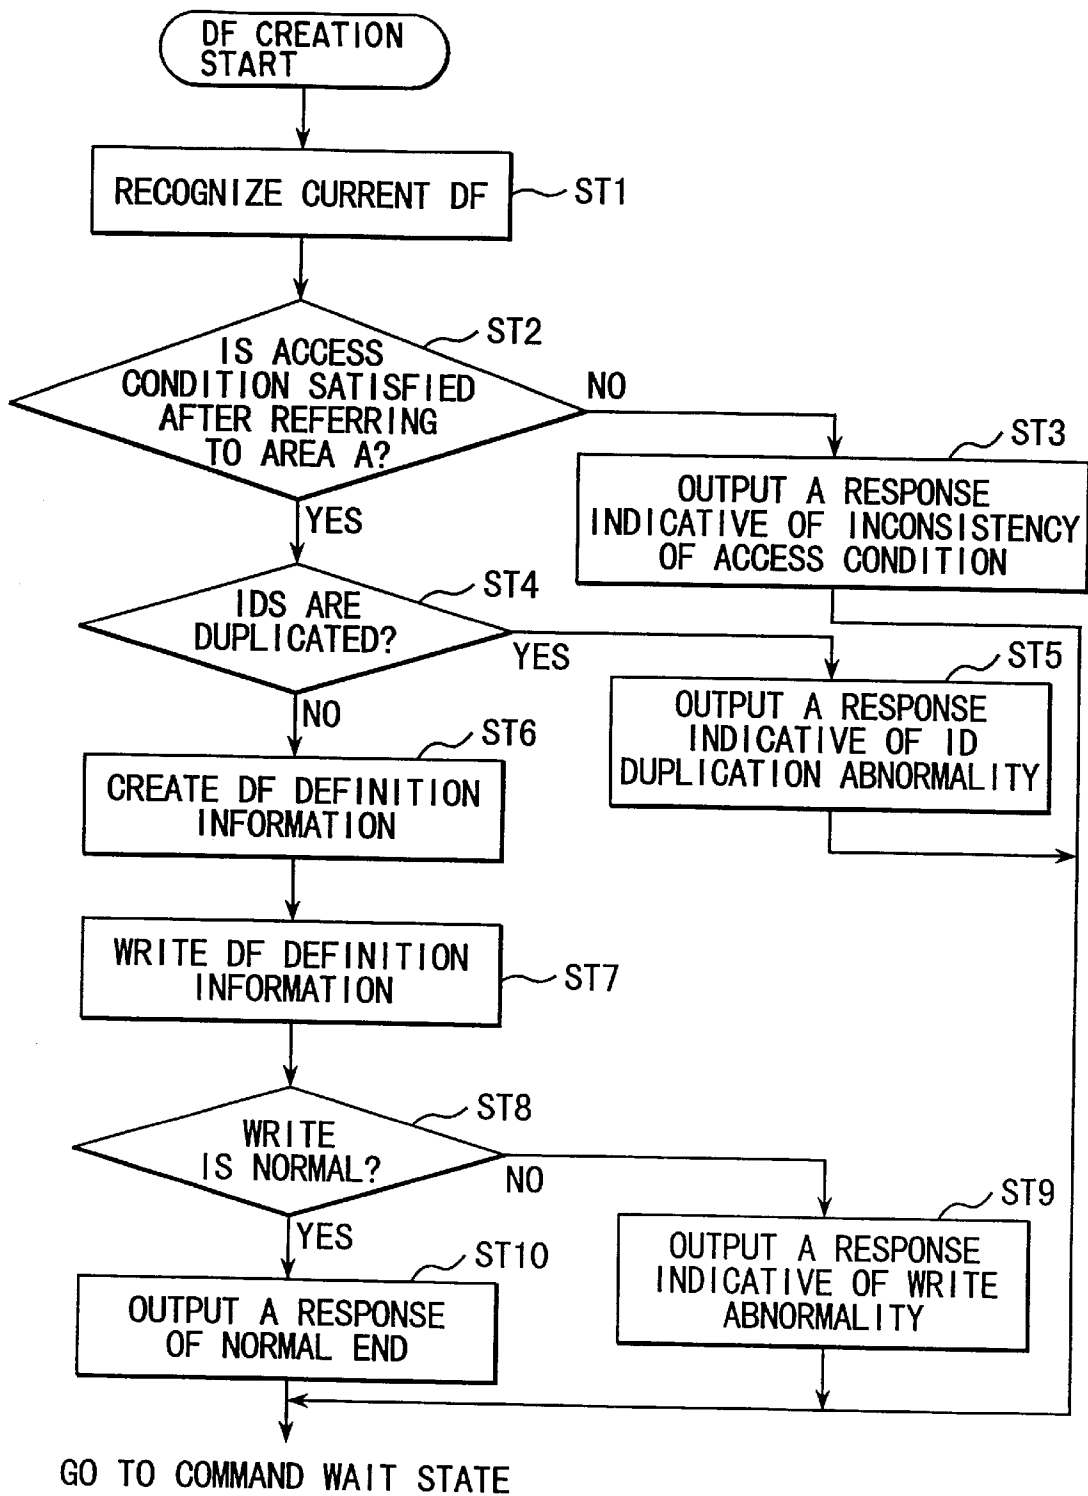 DF CREATION
START
RECOGNIZE CURRENT DF
ST1
ST2
IS ACCESS
CONDITION SATISFIED
AFTER REFERRING
TO AREA A?
NO
YES
ST3
OUTPUT A RESPONSE
INDICATIVE OF INCONSISTENCY
OF ACCESS CONDITION
ST4
IDS ARE
DUPLICATED?
YES
NO
ST5
OUTPUT A RESPONSE
INDICATIVE OF ID
DUPLICATION ABNORMALITY
ST6
CREATE DF DEFINITION
INFORMATION
WRITE DF DEFINITION
INFORMATION
ST7
ST8
WRITE
IS NORMAL?
NO
YES
ST9
OUTPUT A RESPONSE
INDICATIVE OF WRITE
ABNORMALITY
ST10
OUTPUT A RESPONSE
OF NORMAL END
GO TO COMMAND WAIT STATE